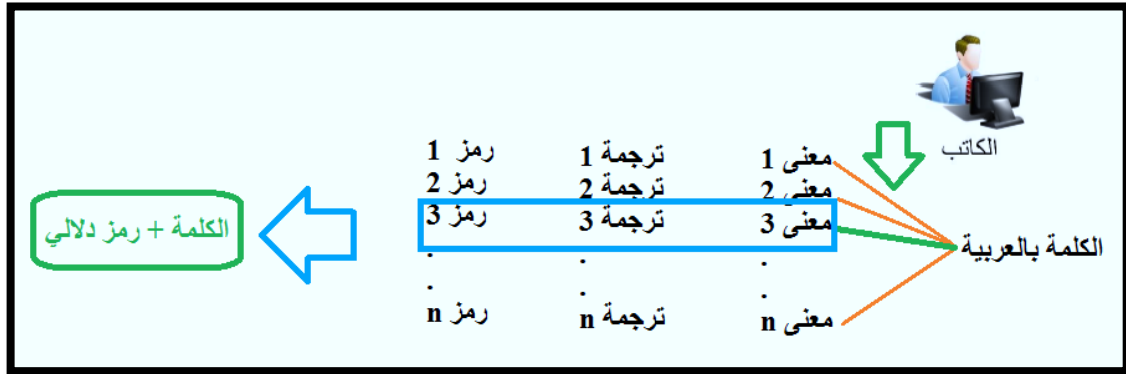 الكاتب
معنى 1 ترجمة 1 رمز 1
معنى 2 ترجمة 2 رمز 2
معنى 3 ترجمة 3 رمز 3
الكلمة بالعربية
الكلمة + رمز دلالي
. . .
. . .
معنى n ترجمة n رمز n